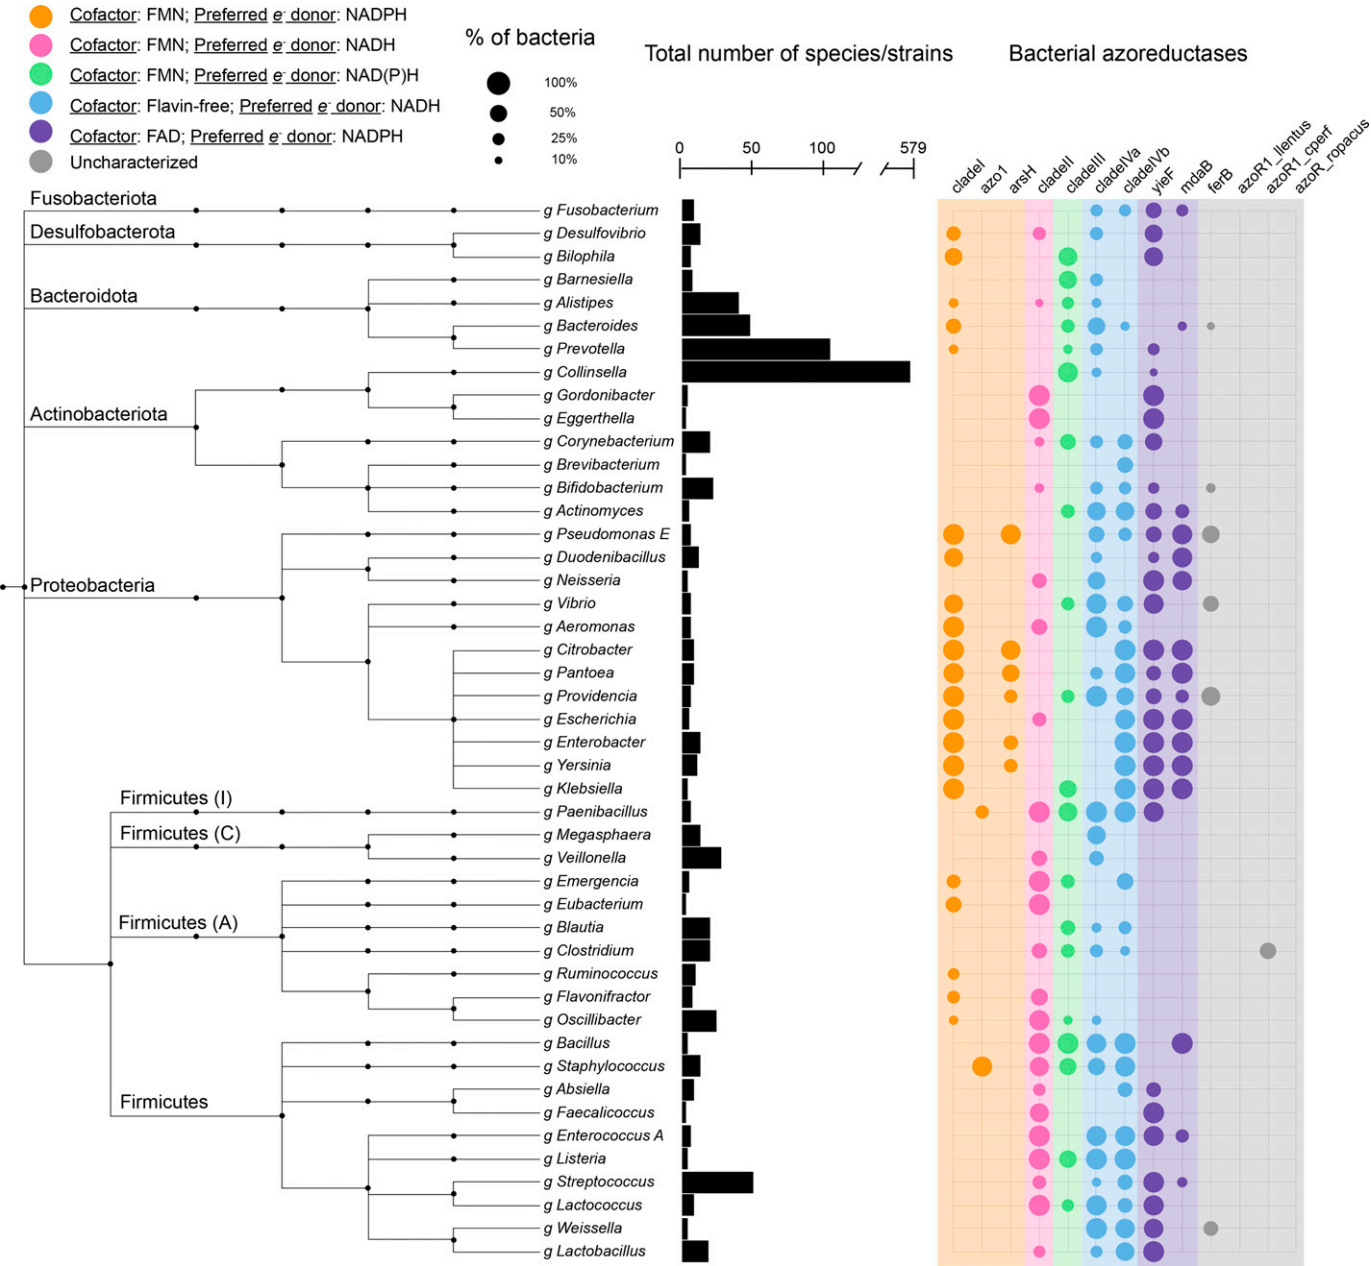 Cofactor: FMN; Preferred e- donor: NADPH
Cofactor: FMN; Preferred e- donor: NADH
Cofactor: FMN; Preferred e- donor: NAD(P)H
Cofactor: Flavin-free; Preferred e- donor: NADH
Cofactor: FAD; Preferred e- donor: NADPH
Uncharacterized
% of bacteria
100%
50%
25%
10%
Total number of species/strains
0 50 100 579
Bacterial azoreductases
cladeI
azo1
arsH
cladeII
cladeIII
cladeIVa
cladeIVb
yieF
mdaB
ferB
azoR1_llentus
azoR1_cperf
azoR_ropacus
Fusobacteriota
g Fusobacterium
Desulfobacterota
g Desulfovibrio
g Bilophila
Bacteroidota
g Barnesiella
g Alistipes
g Bacteroides
g Prevotella
Actinobacteriota
g Collinsella
g Gordonibacter
g Eggerthella
g Corynebacterium
g Brevibacterium
g Bifidobacterium
g Actinomyces
Proteobacteria
g Pseudomonas E
g Duodenibacillus
g Neisseria
g Vibrio
g Aeromonas
g Citrobacter
g Pantoea
g Providencia
g Escherichia
g Enterobacter
g Yersinia
g Klebsiella
Firmicutes (I)
g Paenibacillus
Firmicutes (C)
g Megasphaera
g Veillonella
Firmicutes (A)
g Emergencia
g Eubacterium
g Blautia
g Clostridium
g Ruminococcus
g Flavonifractor
g Oscillibacter
Firmicutes
g Bacillus
g Staphylococcus
g Absiella
g Faecalicoccus
g Enterococcus A
g Listeria
g Streptococcus
g Lactococcus
g Weissella
g Lactobacillus